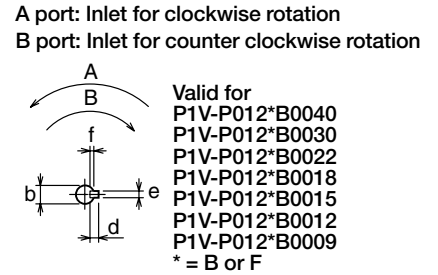 A port: Inlet for clockwise rotation
B port: Inlet for counter clockwise rotation
A
B
f
b
e
d
Valid for
P1V-P012*B0040
P1V-P012*B0030
P1V-P012*B0022
P1V-P012*B0018
P1V-P012*B0015
P1V-P012*B0012
P1V-P012*B0009
* = B or F